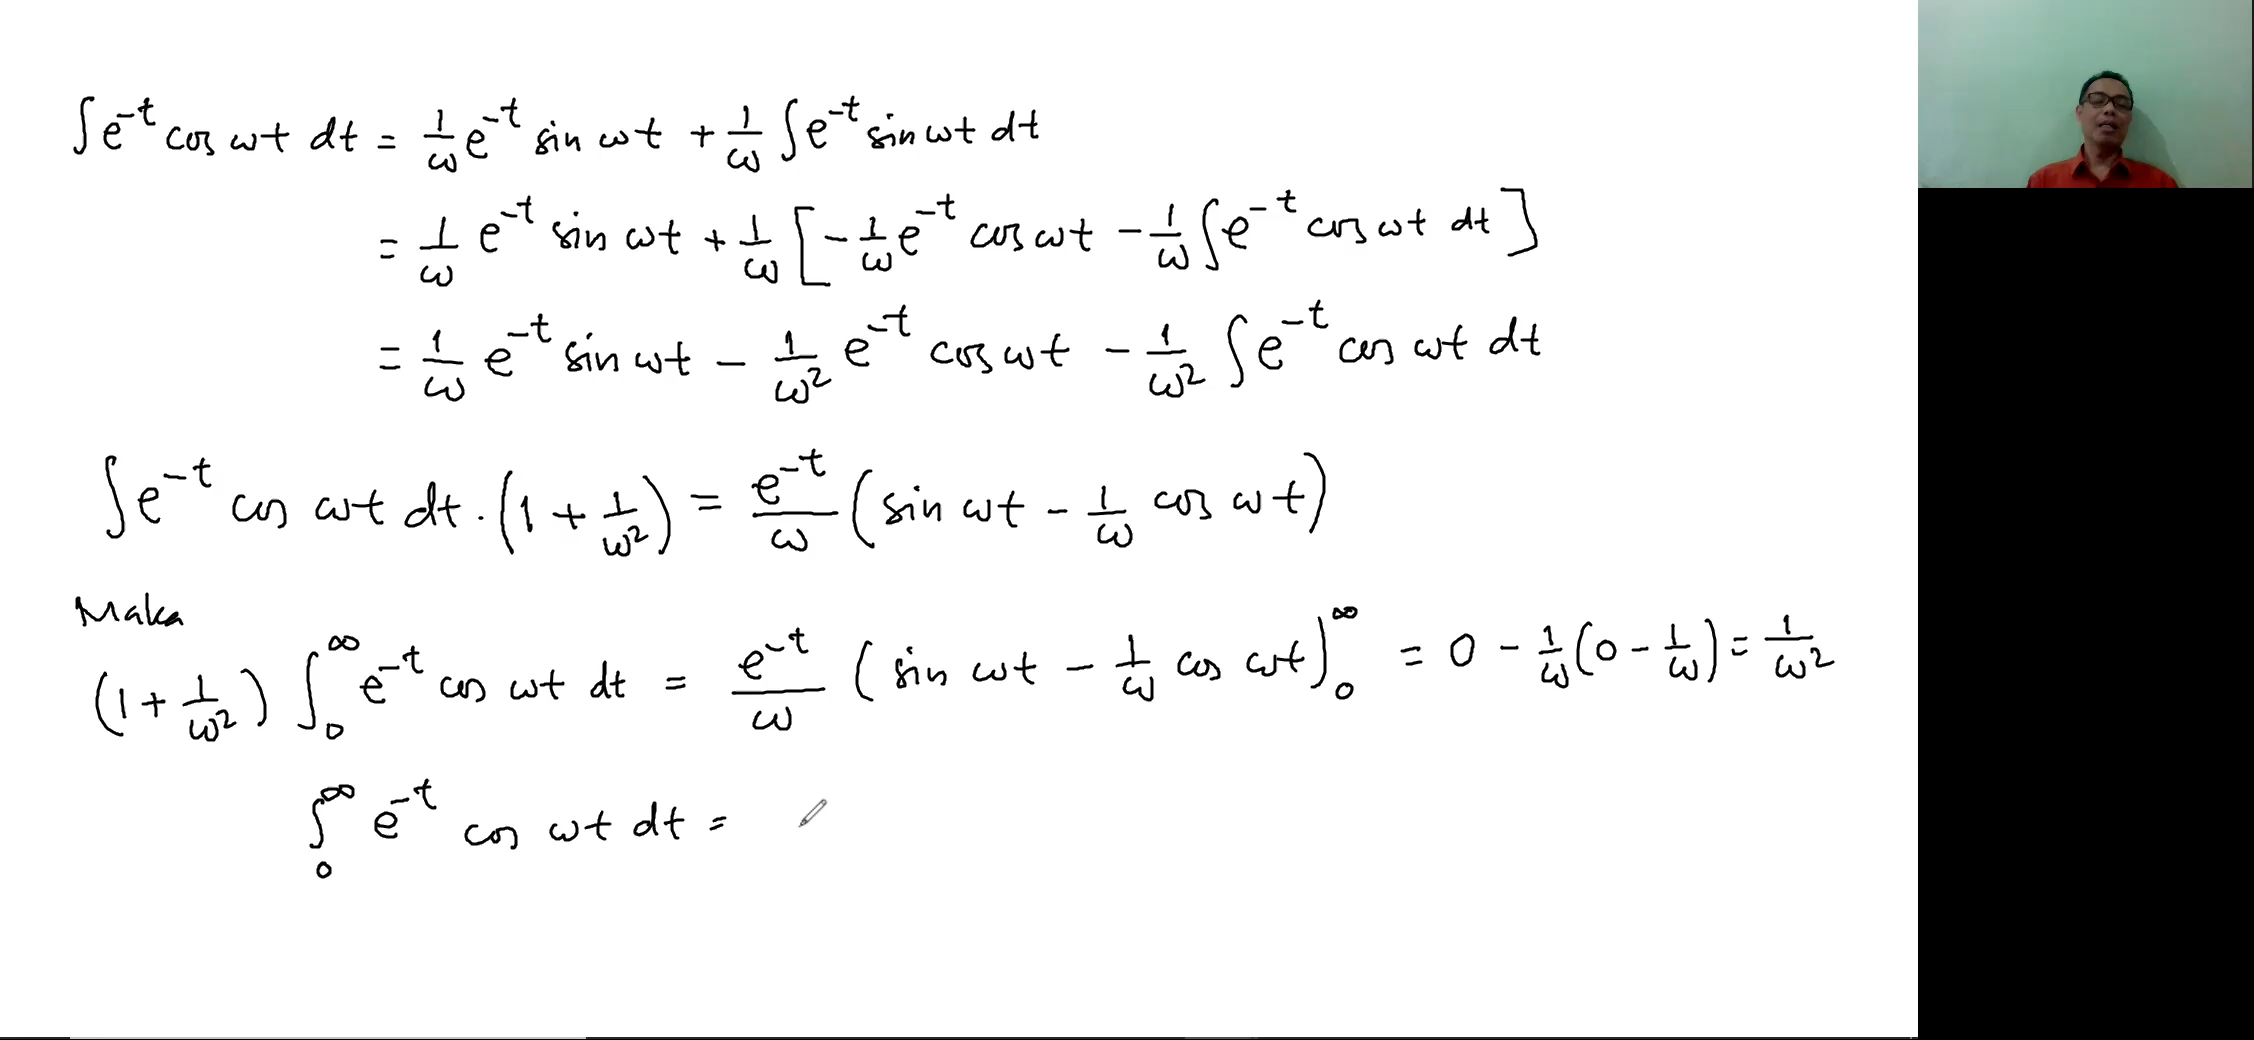 ∫e^{-t} cos ωt dt = 1/ω e^{-t} sin ωt + 1/ω ∫e^{-t} sin ωt dt
= 1/ω e^{-t} sin ωt + 1/ω [ - 1/ω e^{-t} cos ωt - 1/ω ∫e^{-t} cos ωt dt ]
= 1/ω e^{-t} sin ωt - 1/ω² e^{-t} cos ωt - 1/ω² ∫e^{-t} cos ωt dt
∫e^{-t} cos ωt dt . (1 + 1/ω²) = e^{-t}/ω (sin ωt - 1/ω cos ωt)
Maka
(1 + 1/ω²) ∫_0^∞ e^{-t} cos ωt dt = e^{-t}/ω (sin ωt - 1/ω cos ωt)|_0^∞ = 0 - 1/ω (0 - 1/ω) = 1/ω²
∫_0^∞ e^{-t} cos ωt dt =